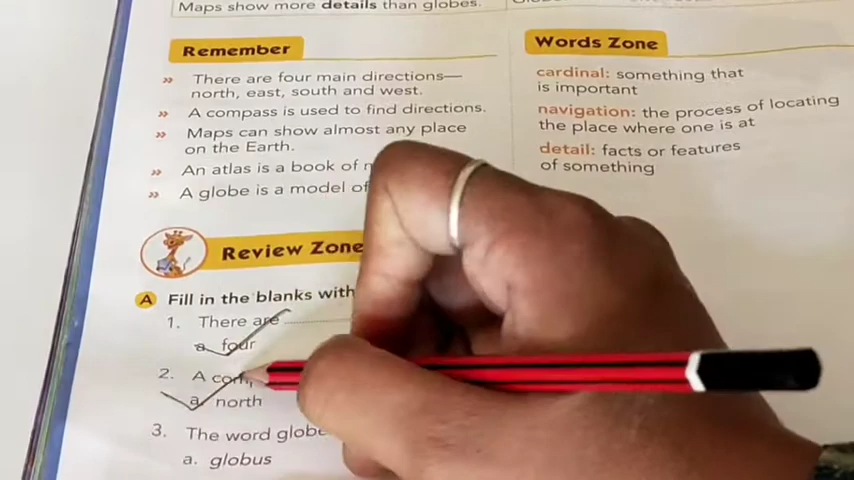 Maps show more details than globes.
Remember
» There are four main directions—
north, east, south and west.
» A compass is used to find directions.
» Maps can show almost any place
on the Earth.
» An atlas is a book of
» A globe is a model of
Words Zone
cardinal: something that
is important
navigation: the process of locating
the place where one is at
detail: facts or features
of something
Review Zone
A Fill in the blanks with
1. There are
a. four
2. A
a. north
3. The word
a. globus